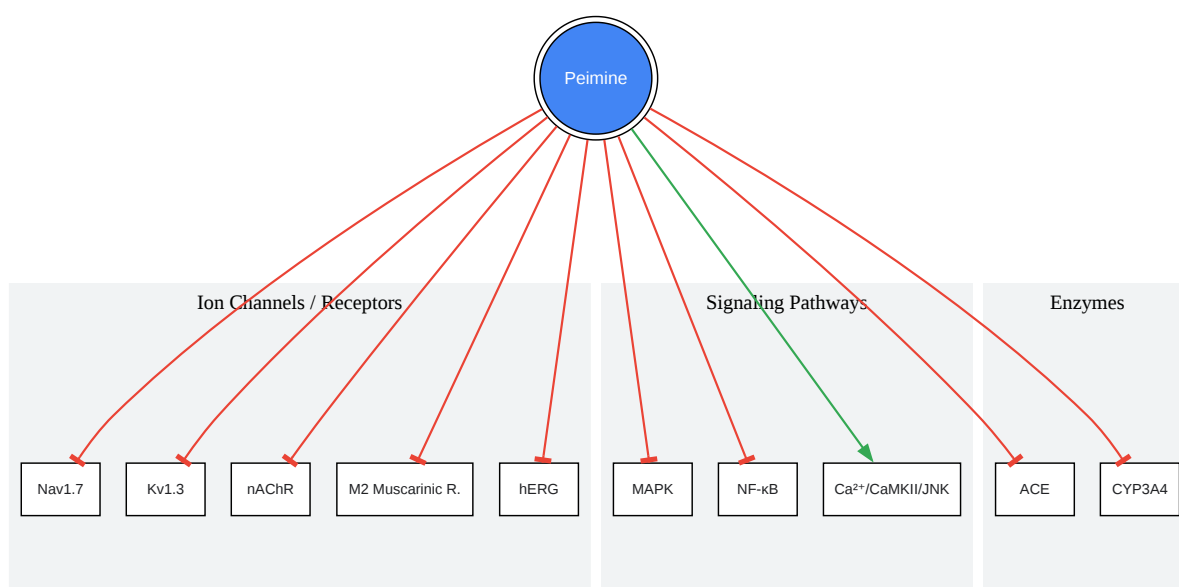 Peimine
Ion Channels / Receptors
Signaling Pathways
Enzymes
Nav1.7
Kv1.3
nAChR
M2 Muscarinic R.
hERG
MAPK
NF-κB
Ca²⁺/CaMKII/JNK
ACE
CYP3A4